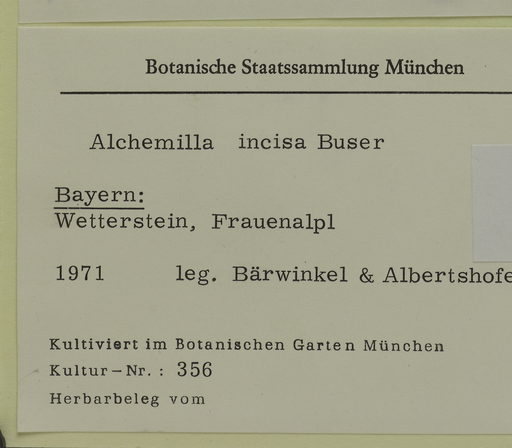 Botanische Staatssammlung München
Alchemilla incisa Buser
Bayern:
Wetterstein, Frauenalpl
1971 leg. Bärwinkel & Albertshofe
Kultiviert im Botanischen Garten München
Kultur-Nr.: 356
Herbarbeleg vom